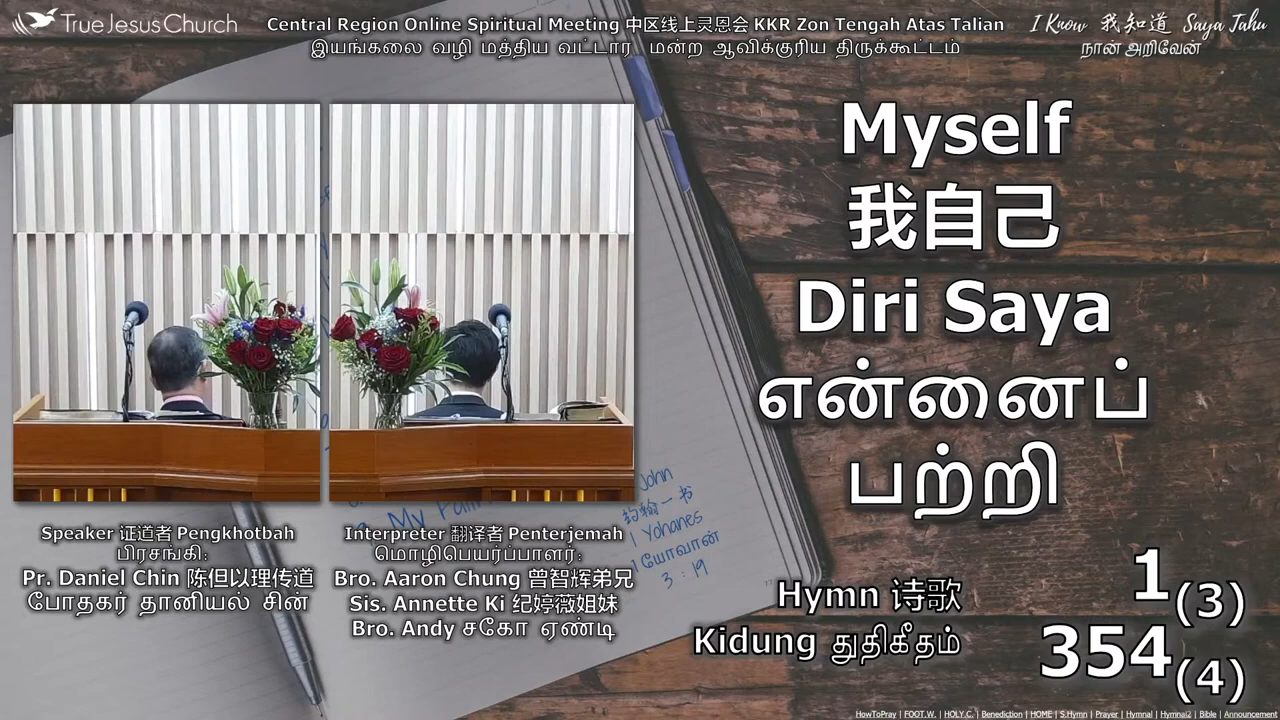 True Jesus Church
Central Region Online Spiritual Meeting 中区线上灵恩会 KKR Zon Tengah Atas Talian
இயங்கலை வழி மத்திய வட்டார மன்ற ஆவிக்குரிய திருக்கூட்டம்
I Know 我知道 Saya Tahu
நான் அறிவேன்
Myself
我自己
Diri Saya
என்னைப்
பற்றி
John
约翰一书
1 Yohanes
1 யோவான்
3 : 19
My
Speaker 证道者 Pengkhotbah
பிரசங்கி:
Pr. Daniel Chin 陈但以理传道
போதகர் தானியல் சின்
Interpreter 翻译者 Penterjemah
மொழிபெயர்ப்பாளர்:
Bro. Aaron Chung 曾智辉弟兄
Sis. Annette Ki 纪婷薇姐妹
Bro. Andy சகோ ஏண்டி
Hymn 诗歌
Kidung துதிகீதம்
1(3)
354(4)
HowToPray | FOOT.W. | HOLY.C. | Benediction | HOME | S.Hymn | Prayer | Hymnal | Hymnal2 | Bible | Announcement